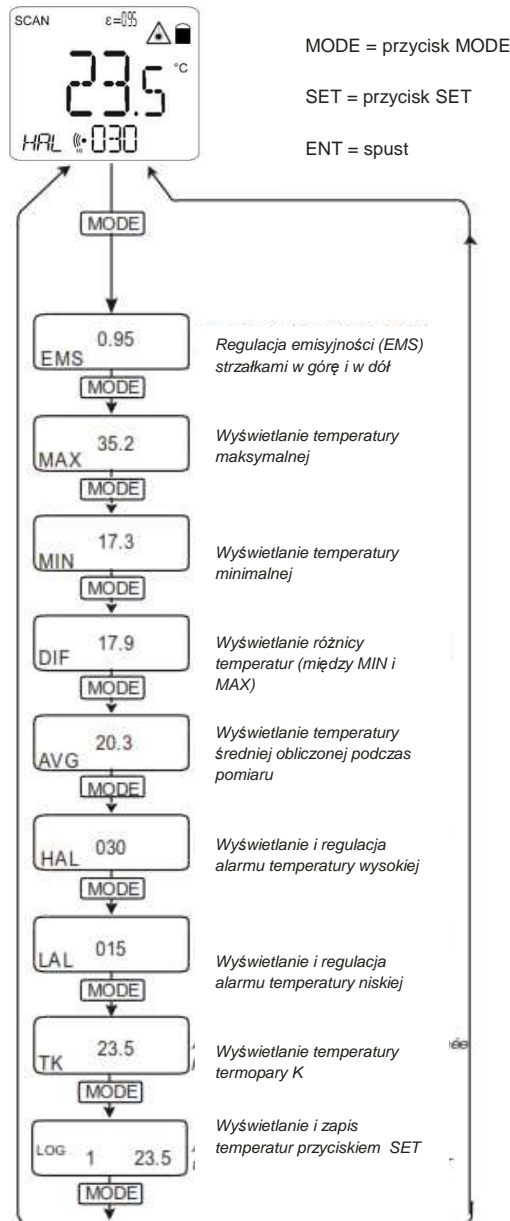 SCAN ε=0.95
23.5 °C
HAL 030
MODE = przycisk MODE
SET = przycisk SET
ENT = spust
MODE
0.95
EMS
Regulacja emisyjności (EMS)
strzałkami w górę i w dół
MODE
35.2
MAX
Wyświetlanie temperatury
maksymalnej
MODE
17.3
MIN
Wyświetlanie temperatury
minimalnej
MODE
17.9
DIF
Wyświetlanie różnicy
temperatur (między MIN i
MAX)
MODE
20.3
AVG
Wyświetlanie temperatury
średniej obliczonej podczas
pomiaru
MODE
030
HAL
Wyświetlanie i regulacja
alarmu temperatury wysokiej
MODE
015
LAL
Wyświetlanie i regulacja
alarmu temperatury niskiej
MODE
23.5
TK
Wyświetlanie temperatury
termopary K
MODE
LOG 1 23.5
Wyświetlanie i zapis
temperatur przyciskiem SET
MODE